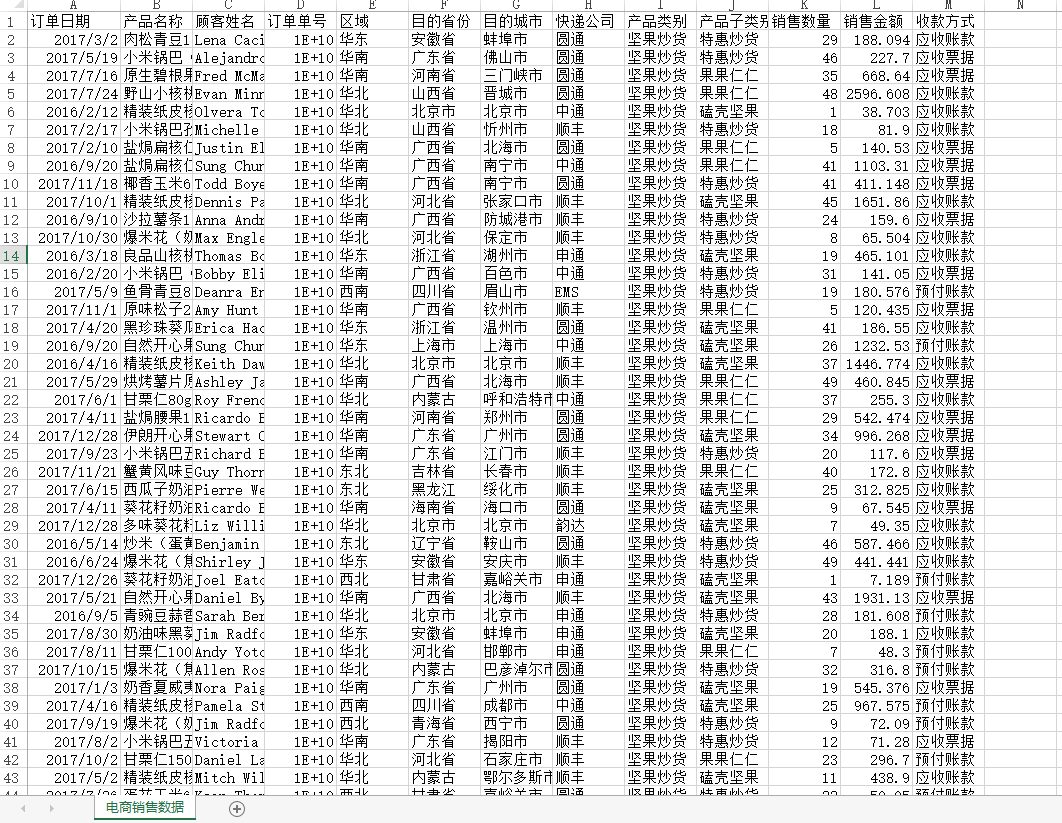 A B C D E F G H I J K L M N
1 订单日期 产品名称 顾客姓名 订单单号 区域 目的省份 目的城市 快递公司 产品类别 产品子类别 销售数量 销售金额 收款方式
2 2017/3/2 肉松青豆1 Lena Caci 1E+10 华东 安徽省 蚌埠市 圆通 坚果炒货 特惠炒货 29 188.094 应收账款
3 2017/5/19 小米锅巴 Alejandro 1E+10 华南 广东省 佛山市 圆通 坚果炒货 特惠炒货 46 227.7 应收票据
4 2017/7/16 原生碧根果 Fred McMa 1E+10 华南 河南省 三门峡市 圆通 坚果炒货 果果仁仁 35 668.64 应收票据
5 2017/7/24 野山小核桃 Evan Minn 1E+10 华北 山西省 晋城市 圆通 坚果炒货 果果仁仁 48 2596.608 应收账款
6 2016/2/12 精装纸皮核 Olvera To 1E+10 华北 北京市 北京市 中通 坚果炒货 磕壳坚果 1 38.703 应收账款
7 2017/2/17 小米锅巴孜 Michelle 1E+10 华北 山西省 忻州市 顺丰 坚果炒货 特惠炒货 18 81.9 应收账款
8 2017/2/10 盐焗扁核仁 Justin El 1E+10 华南 广西省 北海市 圆通 坚果炒货 果果仁仁 5 140.53 应收账款
9 2016/9/20 盐焗扁核仁 Sung Chun 1E+10 华南 广西省 南宁市 中通 坚果炒货 果果仁仁 41 1103.31 应收账款
10 2017/11/18 椰香玉米6 Todd Boye 1E+10 华南 广西省 南宁市 圆通 坚果炒货 特惠炒货 41 411.148 应收账款
11 2017/10/1 精装纸皮核 Dennis Pa 1E+10 华北 河北省 张家口市 顺丰 坚果炒货 磕壳坚果 45 1651.86 应收账款
12 2016/9/10 沙拉薯条1 Anna Andr 1E+10 华南 广西省 防城港市 顺丰 坚果炒货 特惠炒货 24 159.6 应收账款
13 2017/10/30 爆米花（奶 Max Engle 1E+10 华北 河北省 保定市 顺丰 坚果炒货 特惠炒货 8 65.504 应收账款
14 2016/3/18 良品山核桃 Thomas Bo 1E+10 华东 浙江省 湖州市 申通 坚果炒货 磕壳坚果 19 465.101 应收账款
15 2016/2/20 小米锅巴 Bobby Eli 1E+10 华南 广西省 百色市 中通 坚果炒货 特惠炒货 31 141.05 应收账款
16 2017/5/9 鱼骨青豆8 Deanra En 1E+10 西南 四川省 眉山市 EMS 坚果炒货 特惠炒货 19 180.576 预付账款
17 2017/11/1 原味松子2 Amy Hunt 1E+10 华南 广西省 钦州市 顺丰 坚果炒货 果果仁仁 5 120.435 应收账款
18 2017/4/20 黑珍珠葵瓜 Erica Hac 1E+10 华东 浙江省 温州市 圆通 坚果炒货 磕壳坚果 41 186.55 应收账款
19 2016/9/20 自然开心果 Sung Chun 1E+10 华东 上海市 上海市 中通 坚果炒货 磕壳坚果 26 1232.53 预付账款
20 2016/4/16 精装纸皮核 Keith Daw 1E+10 华北 北京市 北京市 顺丰 坚果炒货 磕壳坚果 37 1446.774 应收账款
21 2017/5/29 烘烤薯片原 Ashley Ja 1E+10 华南 广西省 北海市 顺丰 坚果炒货 果果仁仁 49 460.845 应收票据
22 2017/6/1 甘栗仁80g Roy Frenc 1E+10 华北 内蒙古 呼和浩特市 中通 坚果炒货 果果仁仁 37 255.3 应收账款
23 2017/4/11 盐焗腰果1 Ricardo E 1E+10 华南 河南省 郑州市 圆通 坚果炒货 果果仁仁 29 542.474 应收票据
24 2017/12/28 伊朗开心果 Stewart C 1E+10 华南 广东省 广州市 圆通 坚果炒货 磕壳坚果 34 996.268 应收票据
25 2017/9/23 小米锅巴五 Richard E 1E+10 华南 广东省 江门市 顺丰 坚果炒货 特惠炒货 20 117.6 应收票据
26 2017/11/21 蟹黄风味豆 Guy Thorn 1E+10 东北 吉林省 长春市 顺丰 坚果炒货 果果仁仁 40 172.8 应收账款
27 2017/6/15 西瓜子奶油 Pierre We 1E+10 东北 黑龙江 绥化市 顺丰 坚果炒货 磕壳坚果 25 312.825 应收账款
28 2017/4/11 葵花籽奶油 Ricardo E 1E+10 华南 海南省 海口市 圆通 坚果炒货 磕壳坚果 9 67.545 应收票据
29 2017/12/28 多味葵花籽 Liz Willi 1E+10 华北 北京市 北京市 韵达 坚果炒货 磕壳坚果 7 49.35 应收账款
30 2016/5/14 炒米（蛋黄 Benjamin 1E+10 东北 辽宁省 鞍山市 圆通 坚果炒货 特惠炒货 46 587.466 应收账款
31 2016/6/24 爆米花（焦 Shirley J 1E+10 华东 安徽省 安庆市 顺丰 坚果炒货 特惠炒货 49 441.441 应收账款
32 2017/12/26 葵花籽奶油 Joel Eato 1E+10 西北 甘肃省 嘉峪关市 申通 坚果炒货 磕壳坚果 1 7.189 预付账款
33 2017/5/21 自然开心果 Daniel By 1E+10 华南 广西省 北海市 顺丰 坚果炒货 磕壳坚果 43 1931.13 应收票据
34 2016/9/5 青豌豆蒜香 Sarah Ber 1E+10 华北 北京市 北京市 申通 坚果炒货 特惠炒货 28 181.608 预付账款
35 2017/8/30 奶油味黑葵 Jim Radfo 1E+10 华东 安徽省 蚌埠市 申通 坚果炒货 磕壳坚果 20 188.1 应收账款
36 2017/8/11 甘栗仁100 Andy Yoto 1E+10 华北 河北省 邯郸市 申通 坚果炒货 果果仁仁 7 48.3 预付账款
37 2017/10/15 爆米花（焦 Allen Ros 1E+10 华北 内蒙古 巴彦淖尔市 圆通 坚果炒货 特惠炒货 32 316.8 预付账款
38 2017/1/3 奶香夏威夷 Nora Paig 1E+10 华南 广东省 广州市 圆通 坚果炒货 磕壳坚果 19 545.376 应收票据
39 2017/4/16 精装纸皮核 Pamela St 1E+10 西南 四川省 成都市 中通 坚果炒货 磕壳坚果 25 967.575 预付账款
40 2017/9/19 爆米花（奶 Jim Radfo 1E+10 西北 青海省 西宁市 圆通 坚果炒货 特惠炒货 9 72.09 预付账款
41 2017/8/2 小米锅巴五 Victoria 1E+10 华南 广东省 揭阳市 顺丰 坚果炒货 特惠炒货 12 71.28 应收票据
42 2017/10/2 甘栗仁150 Daniel La 1E+10 华北 河北省 石家庄市 顺丰 坚果炒货 果果仁仁 23 296.7 预付账款
43 2017/5/2 精装纸皮核 Mitch Wil 1E+10 华北 内蒙古 鄂尔多斯市 顺丰 坚果炒货 磕壳坚果 11 438.9 应收账款
电商销售数据